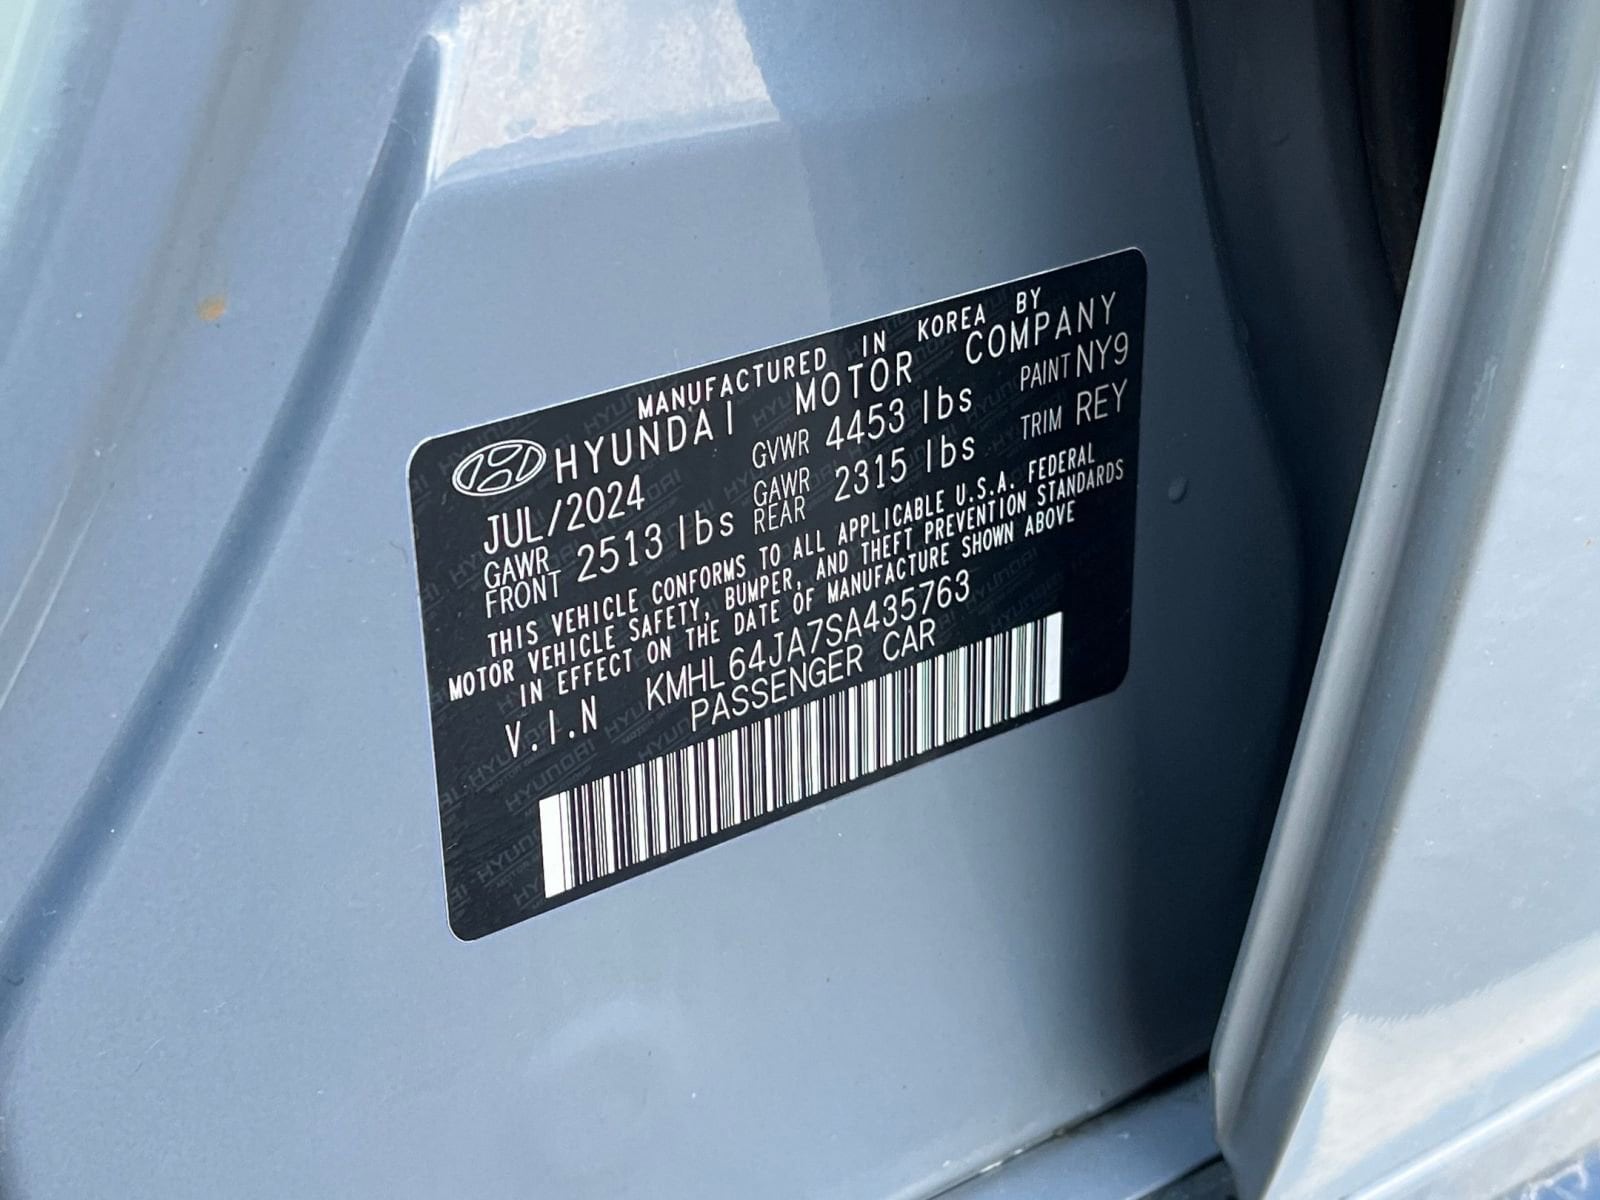 MANUFACTURED IN KOREA BY
HYUNDAI MOTOR COMPANY
JUL/2024 GVWR 4453 lbs PAINT NY9
GAWR FRONT 2513 lbs GAWR REAR 2315 lbs TRIM REY
THIS VEHICLE CONFORMS TO ALL APPLICABLE U.S.A. FEDERAL
MOTOR VEHICLE SAFETY, BUMPER, AND THEFT PREVENTION STANDARDS
IN EFFECT ON THE DATE OF MANUFACTURE SHOWN ABOVE
V.I.N KMHL64JA7SA435763
PASSENGER CAR